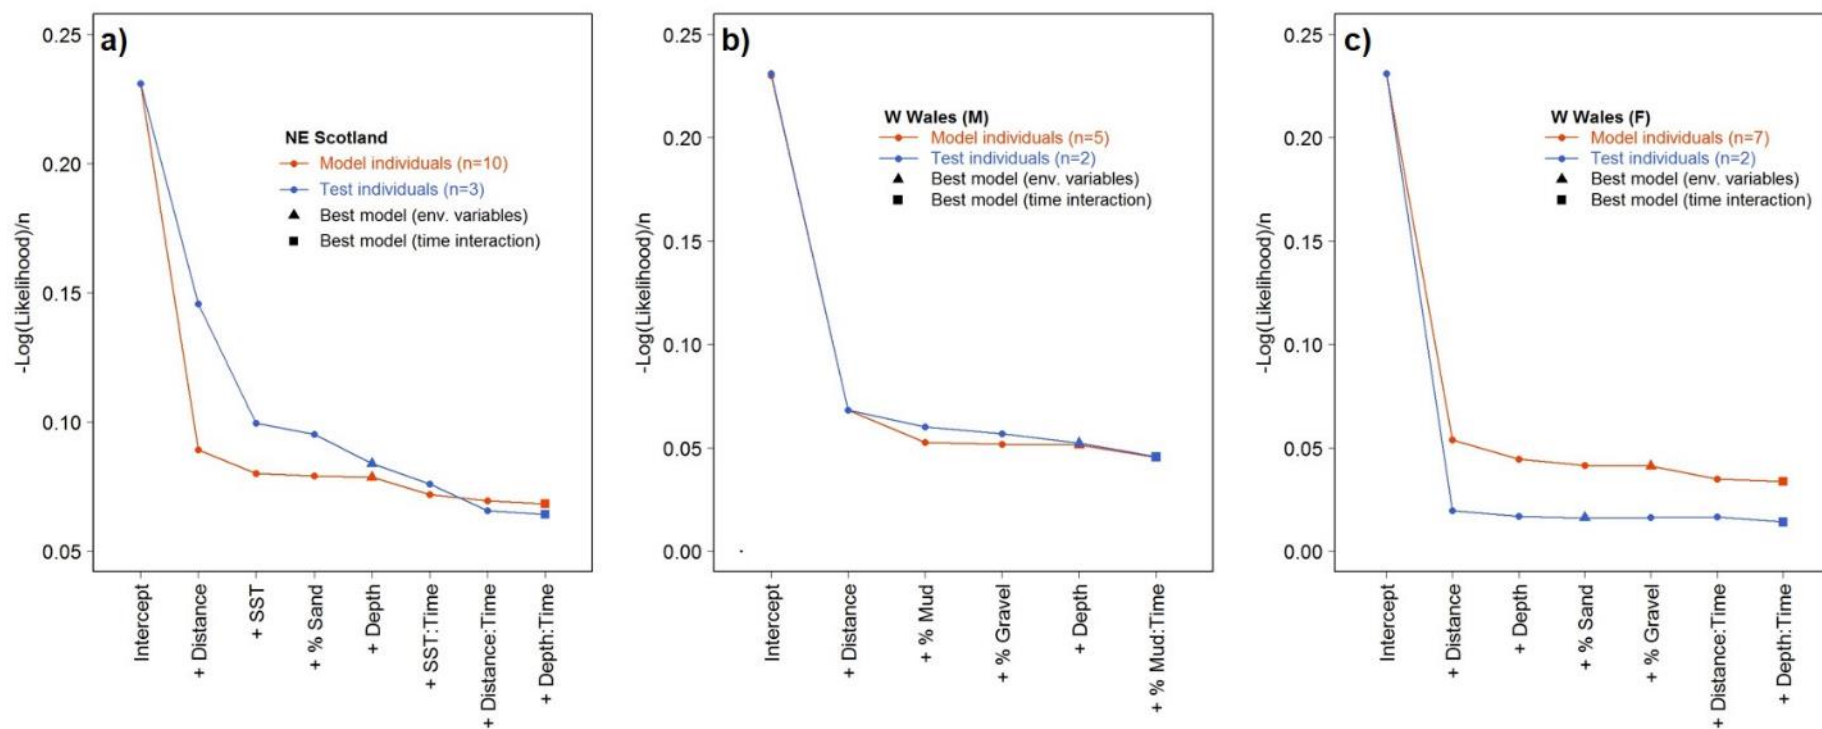 a)
NE Scotland
Model individuals (n=10)
Test individuals (n=3)
Best model (env. variables)
Best model (time interaction)
-Log(Likelihood)/n
0.25
0.20
0.15
0.10
0.05
Intercept
+ Distance
+ SST
+ % Sand
+ Depth
+ SST:Time
+ Distance:Time
+ Depth:Time
b)
W Wales (M)
Model individuals (n=5)
Test individuals (n=2)
Best model (env. variables)
Best model (time interaction)
-Log(Likelihood)/n
0.25
0.20
0.15
0.10
0.05
0.00
Intercept
+ Distance
+ % Mud
+ % Gravel
+ Depth
+ % Mud:Time
c)
W Wales (F)
Model individuals (n=7)
Test individuals (n=2)
Best model (env. variables)
Best model (time interaction)
-Log(Likelihood)/n
0.25
0.20
0.15
0.10
0.05
0.00
Intercept
+ Distance
+ Depth
+ % Sand
+ % Gravel
+ Distance:Time
+ Depth:Time